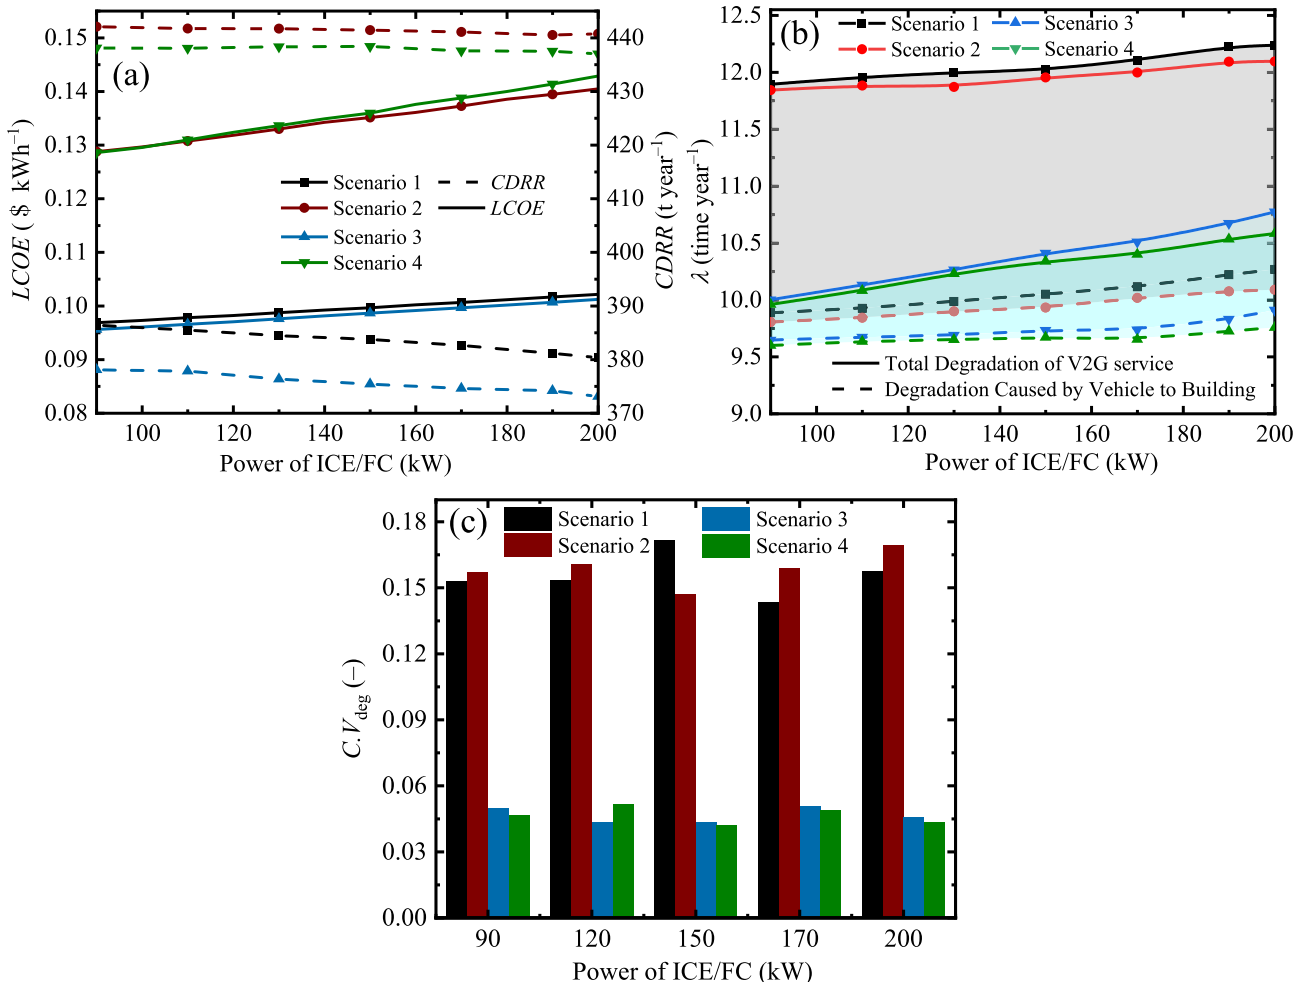 (a)
0.15
0.14
0.13
0.12
0.11
0.10
0.09
0.08
LCOE ($ kWh⁻¹)
440
430
420
410
400
390
380
370
CDRR (t year⁻¹)
Scenario 1
Scenario 2
Scenario 3
Scenario 4
CDRR
LCOE
100 120 140 160 180 200
Power of ICE/FC (kW)
(b)
12.5
12.0
11.5
11.0
10.5
10.0
9.5
9.0
λ (time year⁻¹)
Scenario 1
Scenario 2
Scenario 3
Scenario 4
Total Degradation of V2G service
Degradation Caused by Vehicle to Building
100 120 140 160 180 200
Power of ICE/FC (kW)
(c)
0.18
0.15
0.12
0.09
0.06
0.03
0.00
C.V_deg (–)
Scenario 1
Scenario 2
Scenario 3
Scenario 4
90 120 150 170 200
Power of ICE/FC (kW)